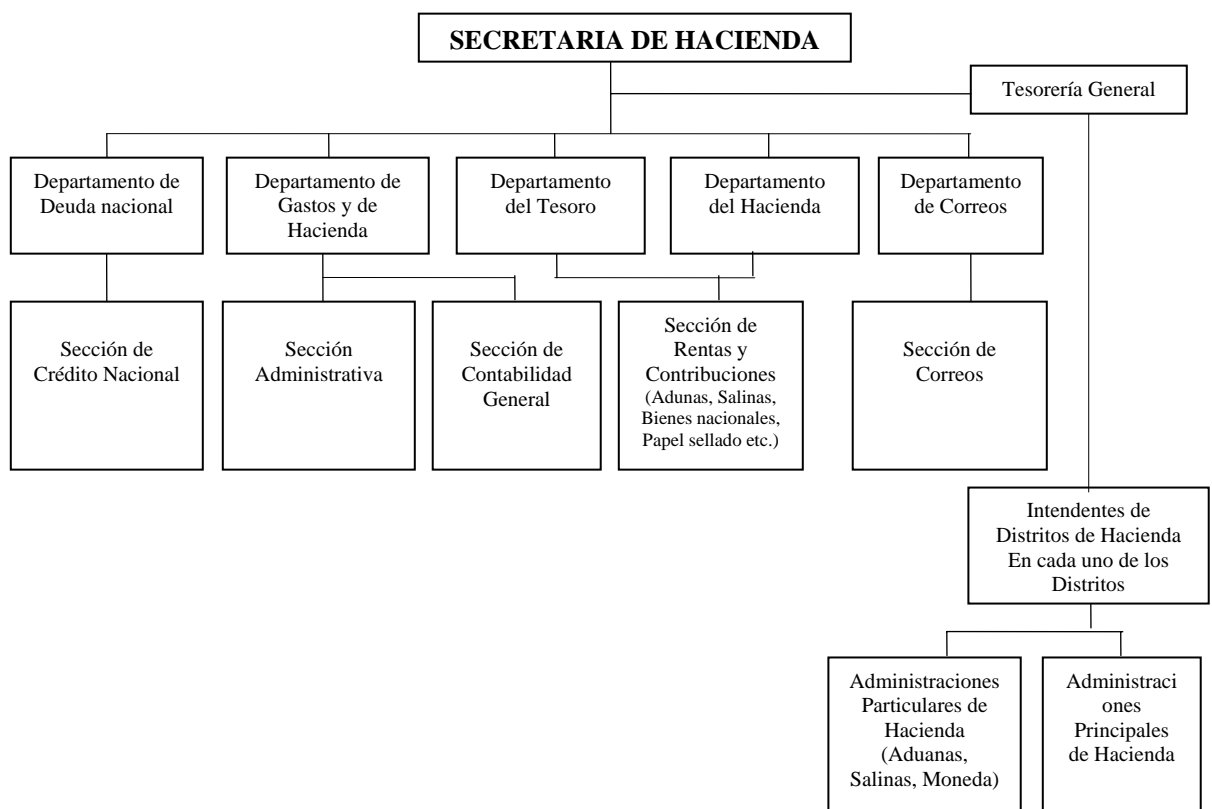 SECRETARIA DE HACIENDA
Tesorería General
Departamento de
Deuda nacional
Departamento de
Gastos y de
Hacienda
Departamento
del Tesoro
Departamento
del Hacienda
Departamento
de Correos
Sección de
Crédito Nacional
Sección
Administrativa
Sección de
Contabilidad
General
Sección de
Rentas y
Contribuciones
(Adunas, Salinas,
Bienes nacionales,
Papel sellado etc.)
Sección de
Correos
Intendentes de
Distritos de Hacienda
En cada uno de los
Distritos
Administraciones
Particulares de
Hacienda
(Aduanas,
Salinas, Moneda)
Administraci
ones
Principales
de Hacienda